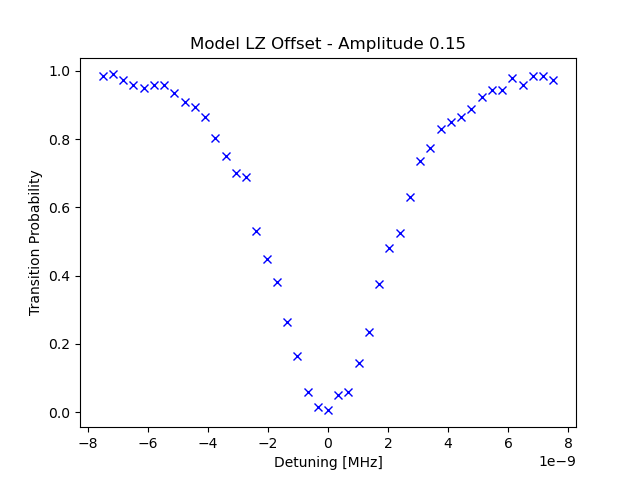 Model LZ Offset - Amplitude 0.15
1.0
0.8
0.6
0.4
0.2
0.0
Transition Probability
−8 −6 −4 −2 0 2 4 6 8
1e−9
Detuning [MHz]